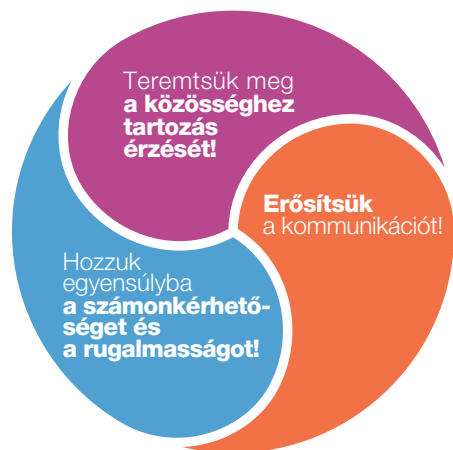 Teremtsük meg
a közösséghez
tartozás
érzését!
Erősítsük
a kommunikációt!
Hozzuk
egyensúlyba
a számonkérhető-
séget és
a rugalmasságot!